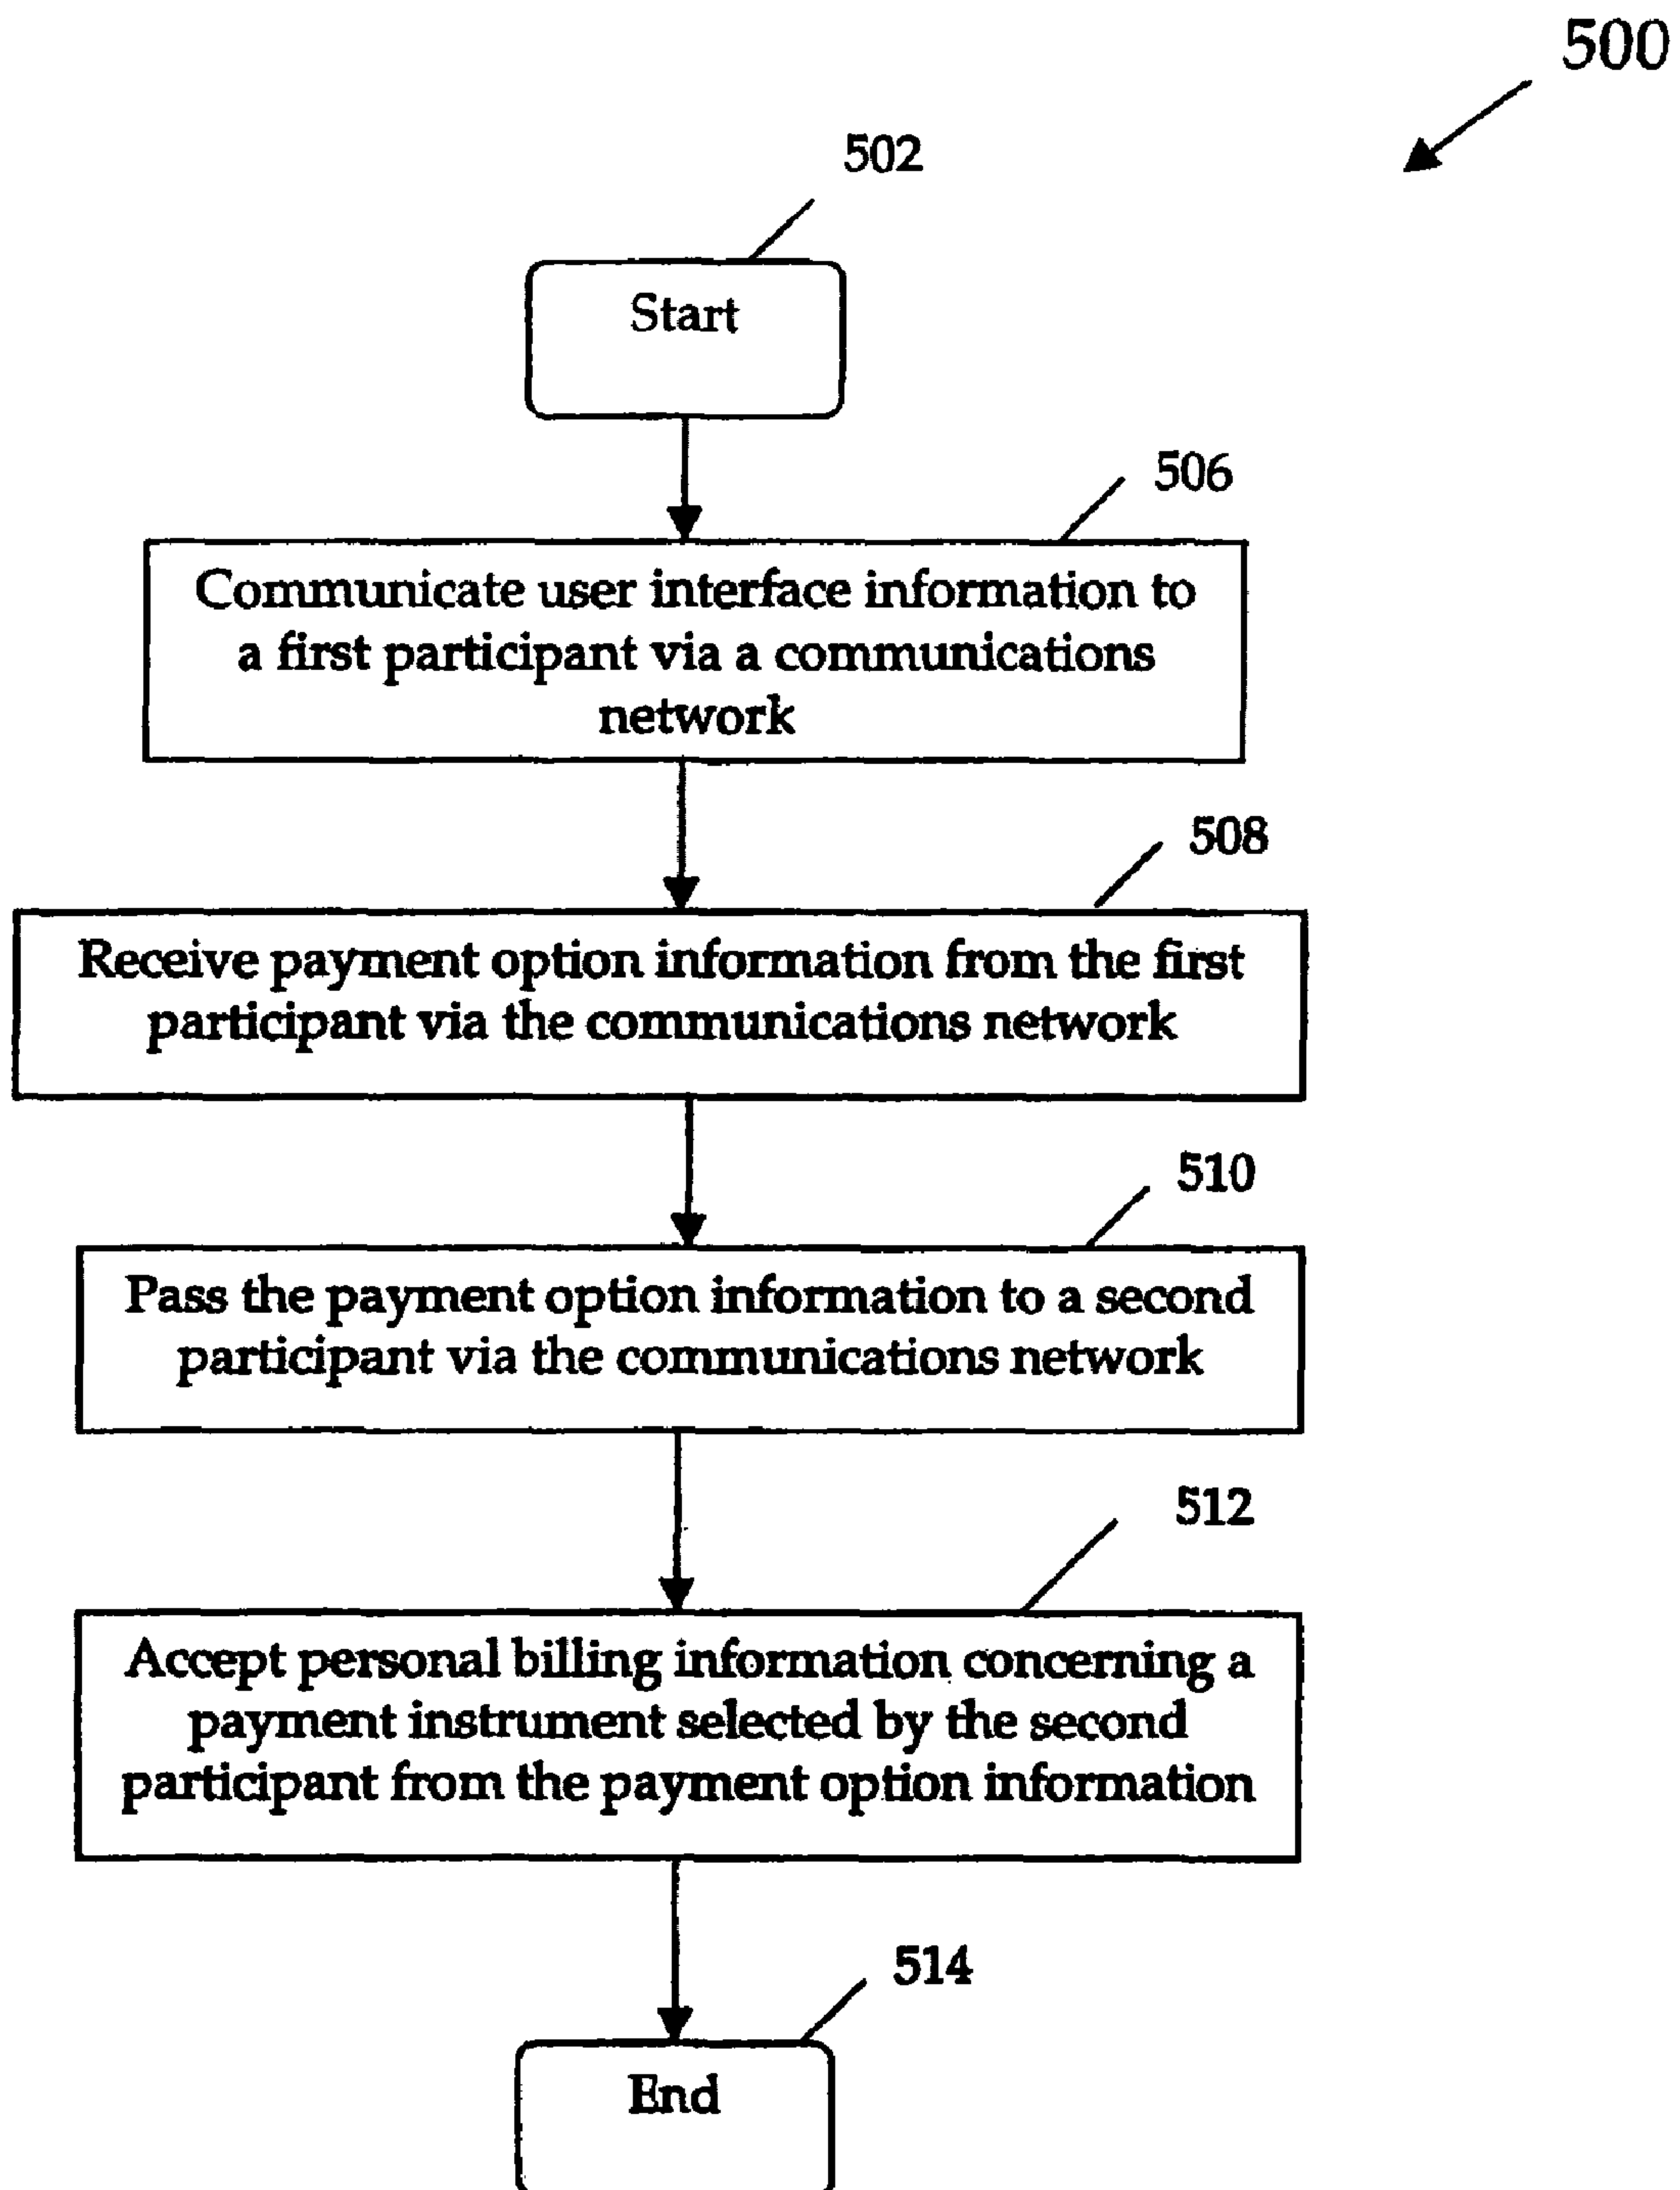 500
502
Start
506
Communicate user interface information to
a first participant via a communications
network
508
Receive payment option information from the first
participant via the communications network
510
Pass the payment option information to a second
participant via the communications network
512
Accept personal billing information concerning a
payment instrument selected by the second
participant from the payment option information
514
End